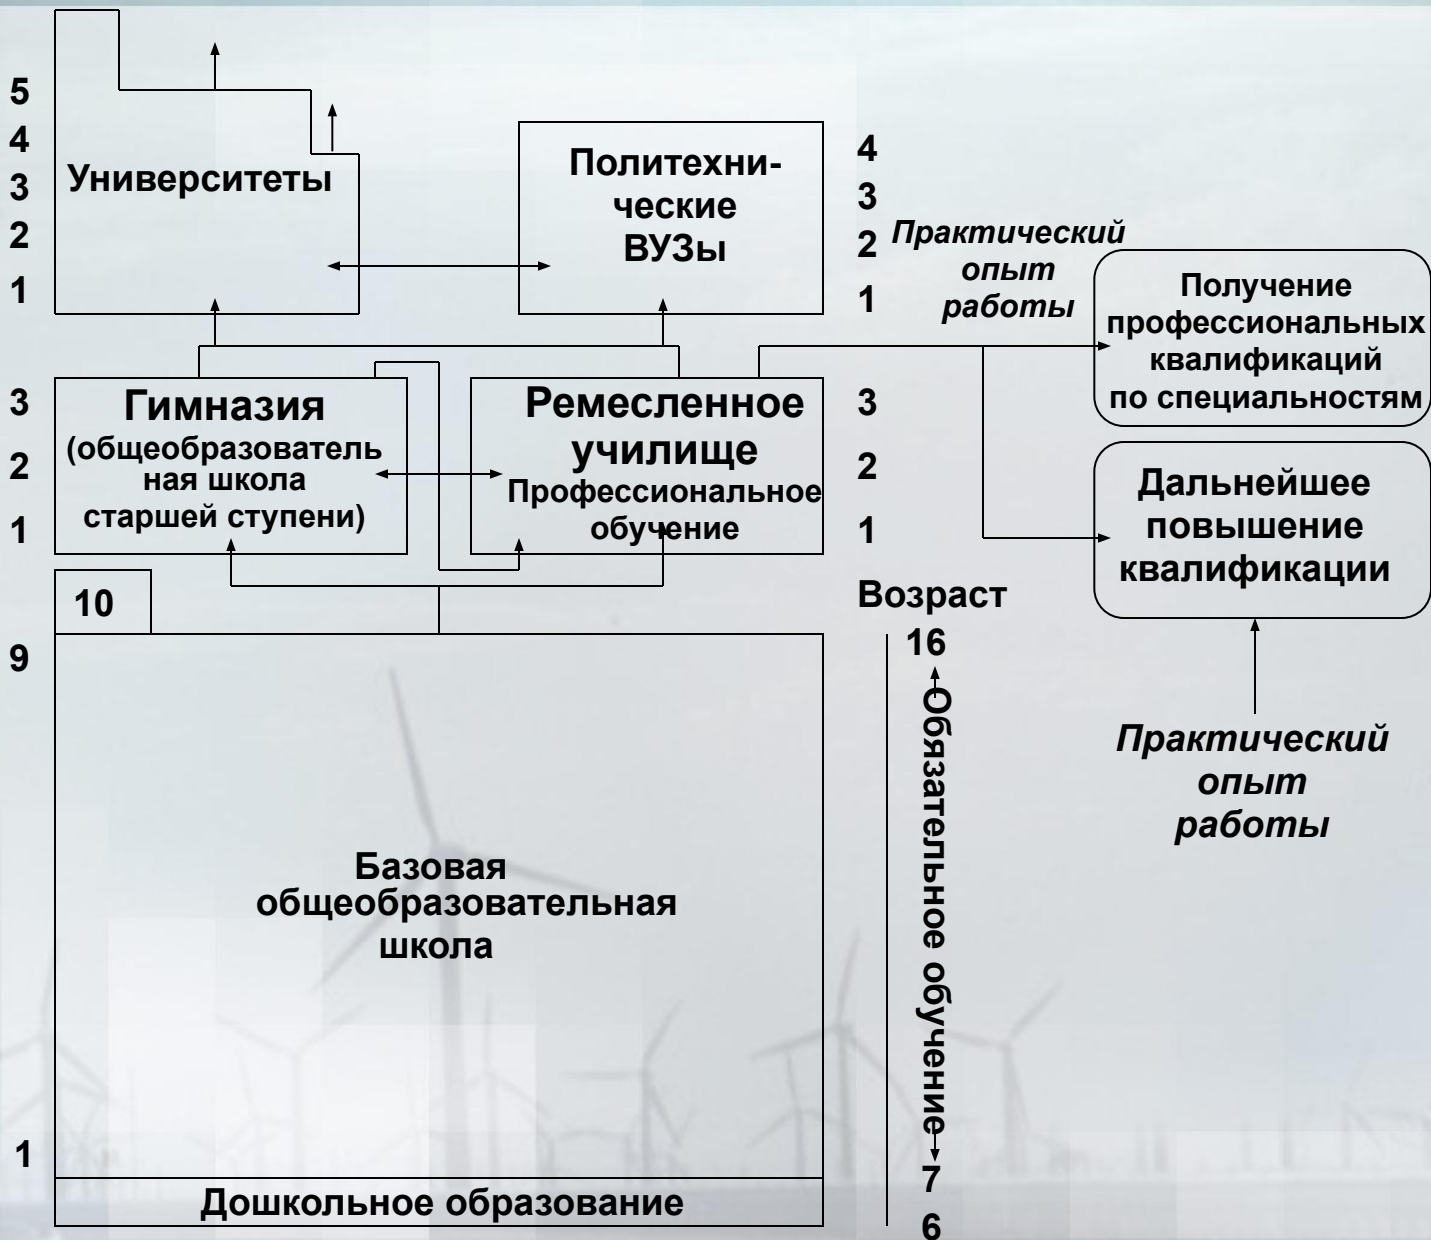 5
4
3
2
1
Университеты
Политехни-
ческие
ВУЗы
4
3
2
1
Практический
опыт
работы
Получение
профессиональных
квалификаций
по специальностям
3
2
1
Гимназия
(общеобразователь
ная школа
старшей ступени)
Ремесленное
училище
Профессиональное
обучение
3
2
1
Дальнейшее
повышение
квалификации
Практический
опыт
работы
10
9
1
Базовая
общеобразовательная
школа
Дошкольное образование
Возраст
16
Обязательное обучение
7
6